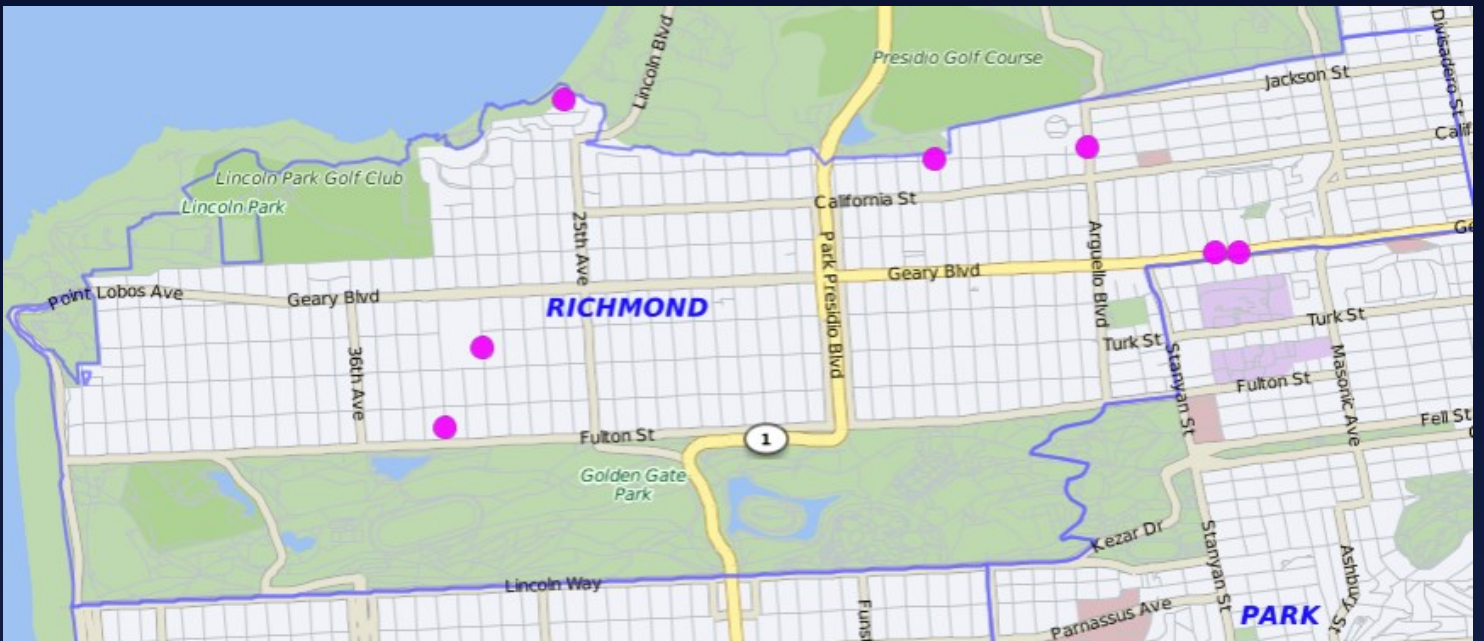 Lincoln Blvd
Presidio Golf Course
Divisadero St
Jackson St
Calif
Lincoln Park Golf Club
Lincoln Park
California St
25th Ave
Park Presidio Blvd
Arguello Blvd
Ge
Point Lobos Ave
Geary Blvd
Geary Blvd
RICHMOND
Turk St
Turk St
36th Ave
Stanyan St
Masonic Ave
Fulton St
Fell St
Fulton St
1
Golden Gate
Park
Kezar Dr
Stanyan St
Ashbury St
Lincoln Way
Funst
Parnassus Ave
PARK